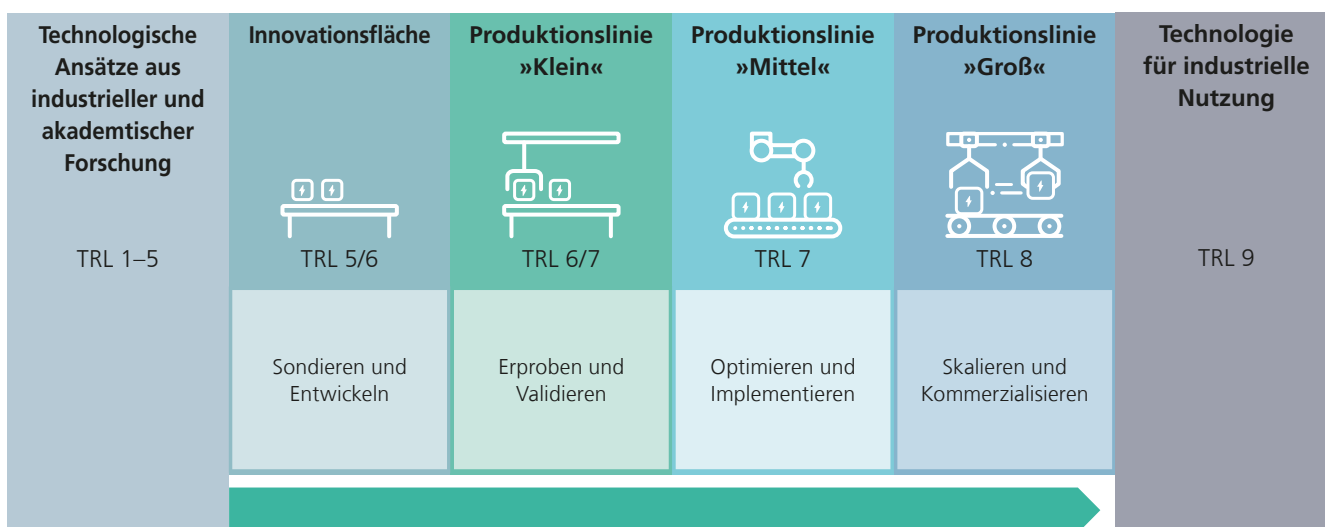 Technologische
Ansätze aus
industrieller und
akademtischer
Forschung
TRL 1–5
Innovationsfläche
TRL 5/6
Sondieren und
Entwickeln
Produktionslinie
»Klein«
TRL 6/7
Erproben und
Validieren
Produktionslinie
»Mittel«
TRL 7
Optimieren und
Implementieren
Produktionslinie
»Groß«
TRL 8
Skalieren und
Kommerzialisieren
Technologie
für industrielle
Nutzung
TRL 9